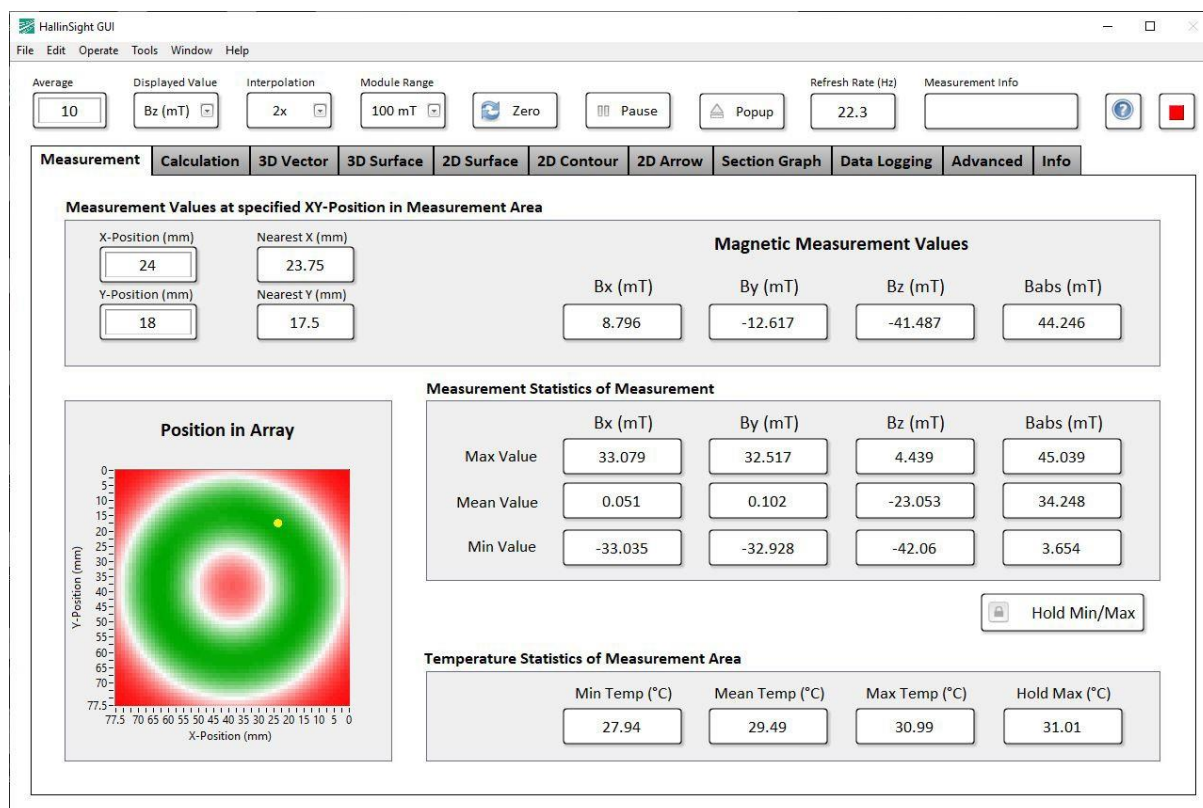 HallinSight GUI
File Edit Operate Tools Window Help
Average Displayed Value Interpolation Module Range Refresh Rate (Hz) Measurement Info
10 Bz (mT) 2x 100 mT Zero Pause Popup 22.3
Measurement Calculation 3D Vector 3D Surface 2D Surface 2D Contour 2D Arrow Section Graph Data Logging Advanced Info
Measurement Values at specified XY-Position in Measurement Area
X-Position (mm) Nearest X (mm) Magnetic Measurement Values
24 23.75
Bx (mT) By (mT) Bz (mT) Babs (mT)
Y-Position (mm) Nearest Y (mm)
18 17.5 8.796 -12.617 -41.487 44.246
Measurement Statistics of Measurement
Bx (mT) By (mT) Bz (mT) Babs (mT)
Max Value 33.079 32.517 4.439 45.039
Mean Value 0.051 0.102 -23.053 34.248
Min Value -33.035 -32.928 -42.06 3.654
Position in Array
0
5
10
15
20
25
30
35
40
45
50
55
60
65
70
77.5
Y-Position (mm)
77.5 70 65 60 55 50 45 40 35 30 25 20 15 10 5 0
X-Position (mm)
Hold Min/Max
Temperature Statistics of Measurement Area
Min Temp (°C) Mean Temp (°C) Max Temp (°C) Hold Max (°C)
27.94 29.49 30.99 31.01